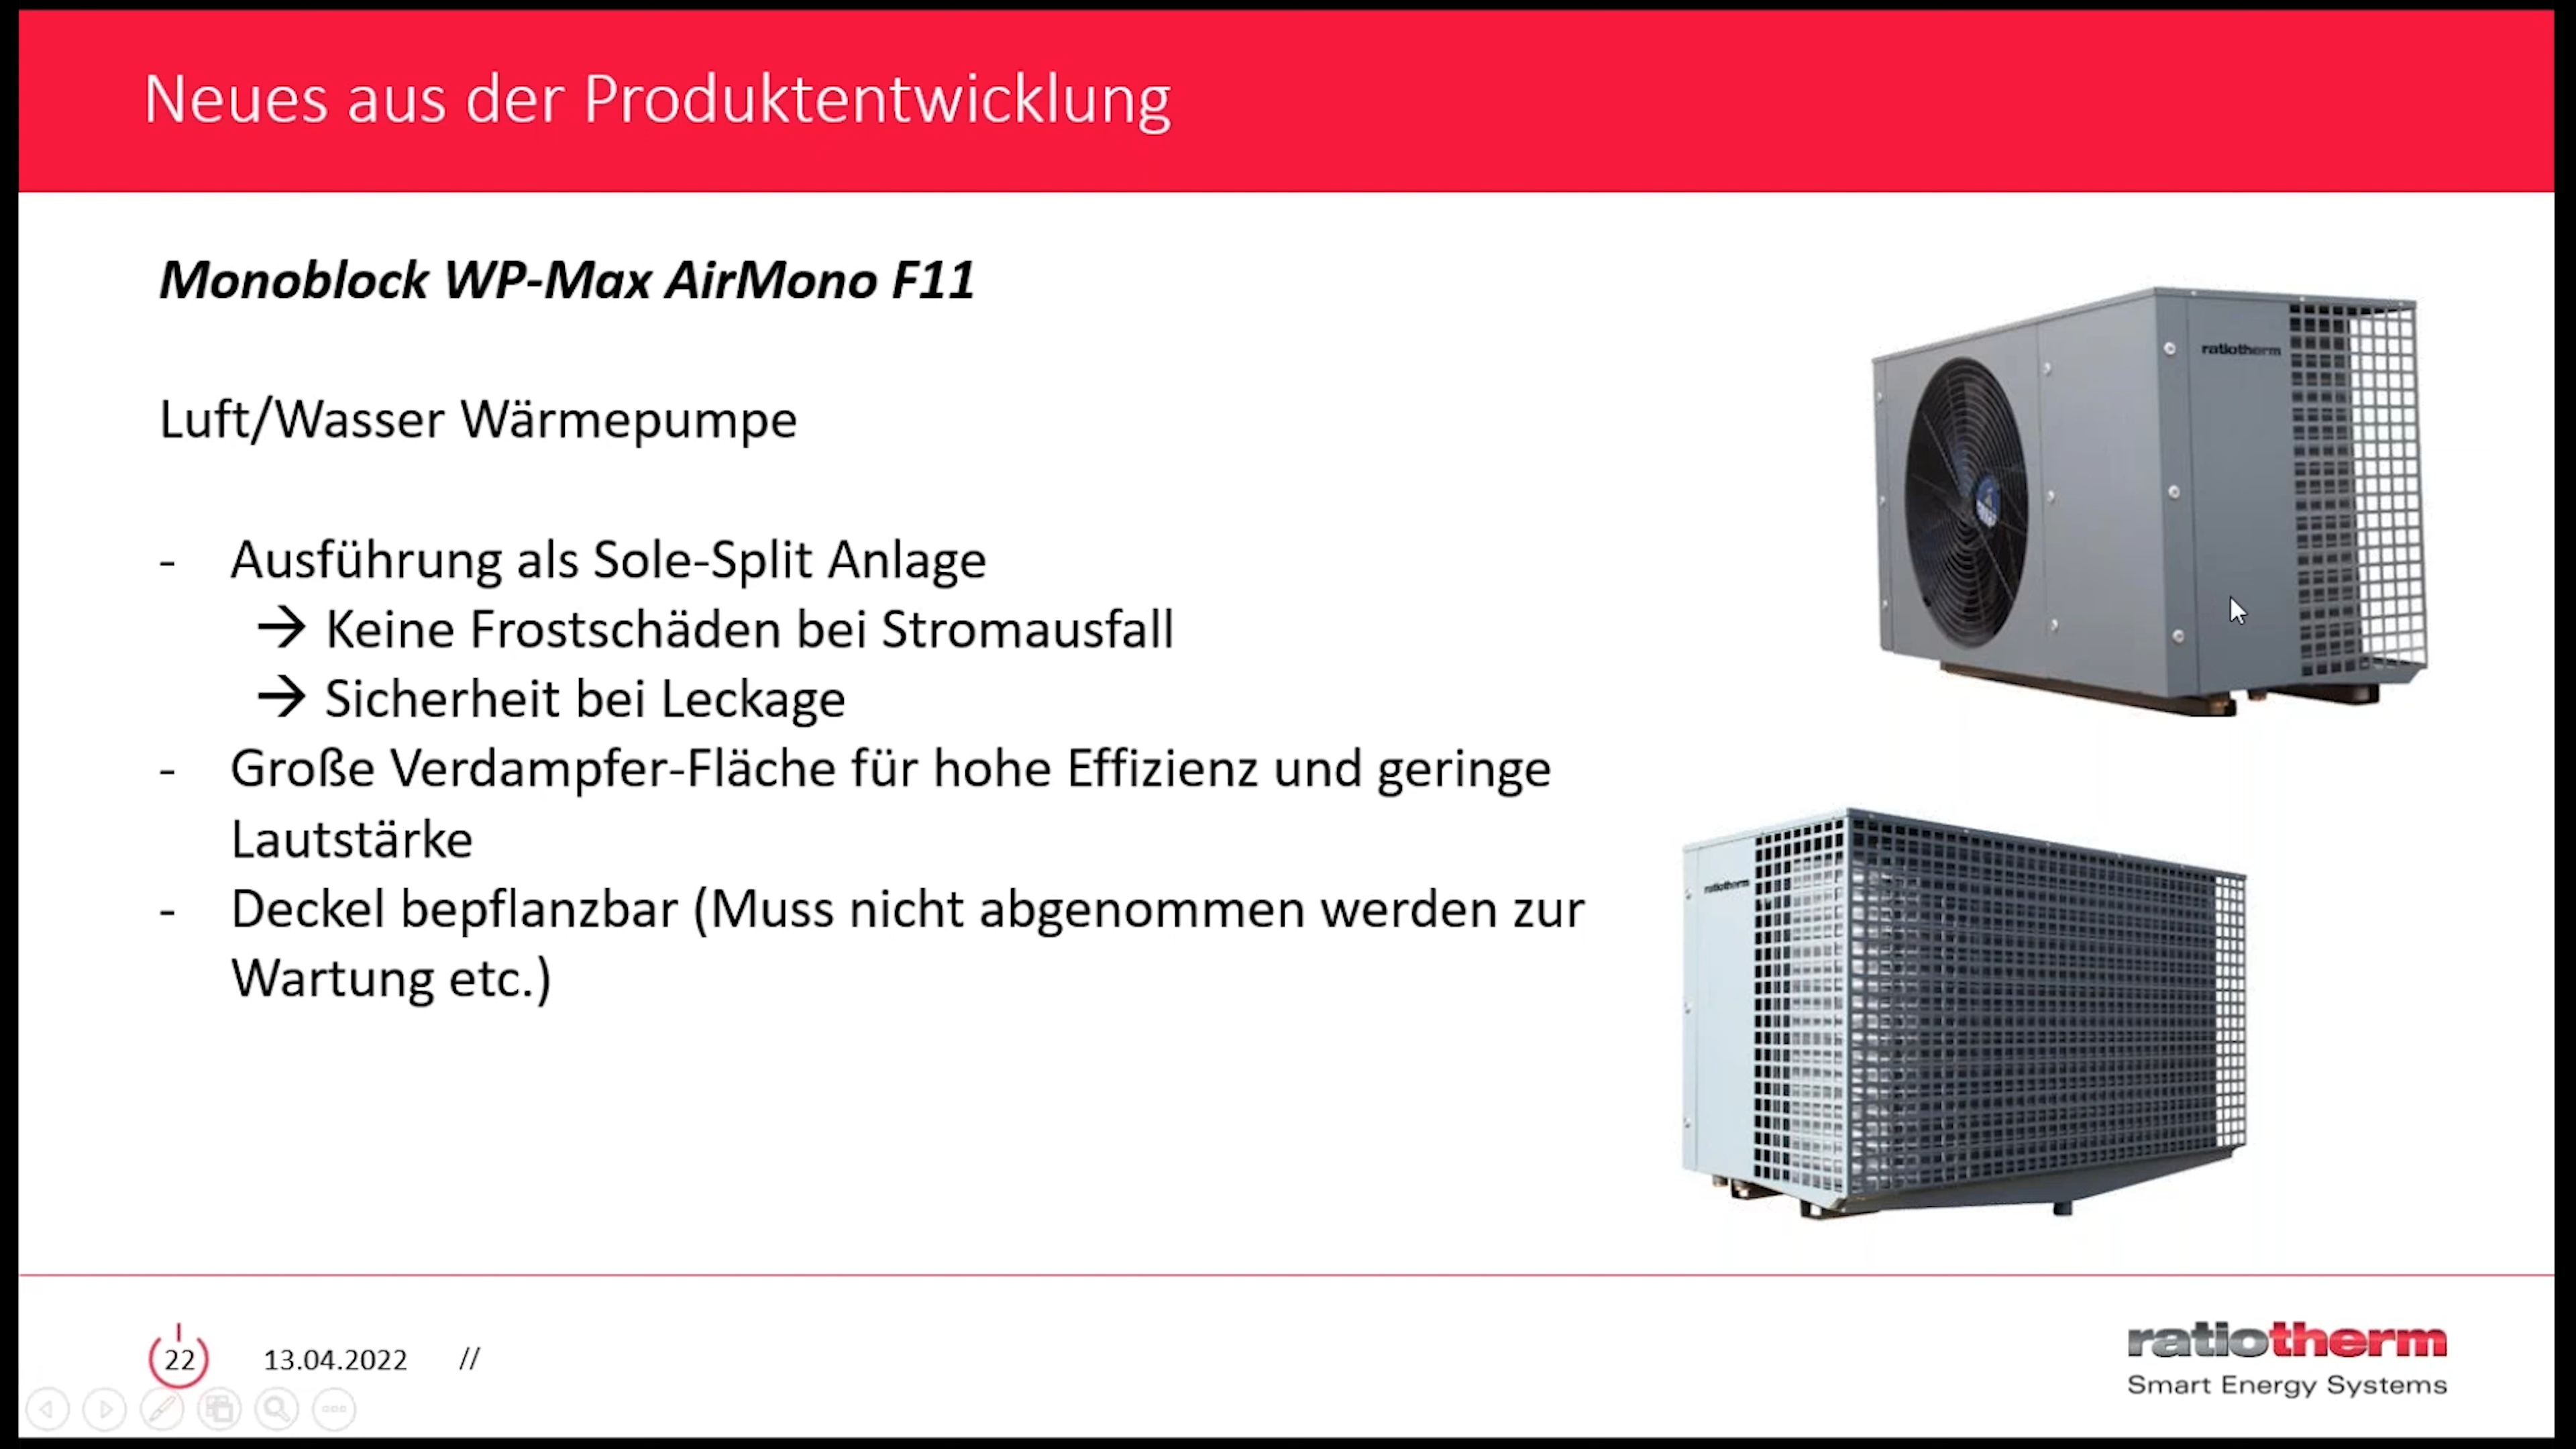 Neues aus der Produktentwicklung
Monoblock WP-Max AirMono F11
Luft/Wasser Wärmepumpe
- Ausführung als Sole-Split Anlage
→ Keine Frostschäden bei Stromausfall
→ Sicherheit bei Leckage
- Große Verdampfer-Fläche für hohe Effizienz und geringe
Lautstärke
- Deckel bepflanzbar (Muss nicht abgenommen werden zur
Wartung etc.)
ratiotherm
ratiotherm
22 13.04.2022 //
ratiotherm
Smart Energy Systems